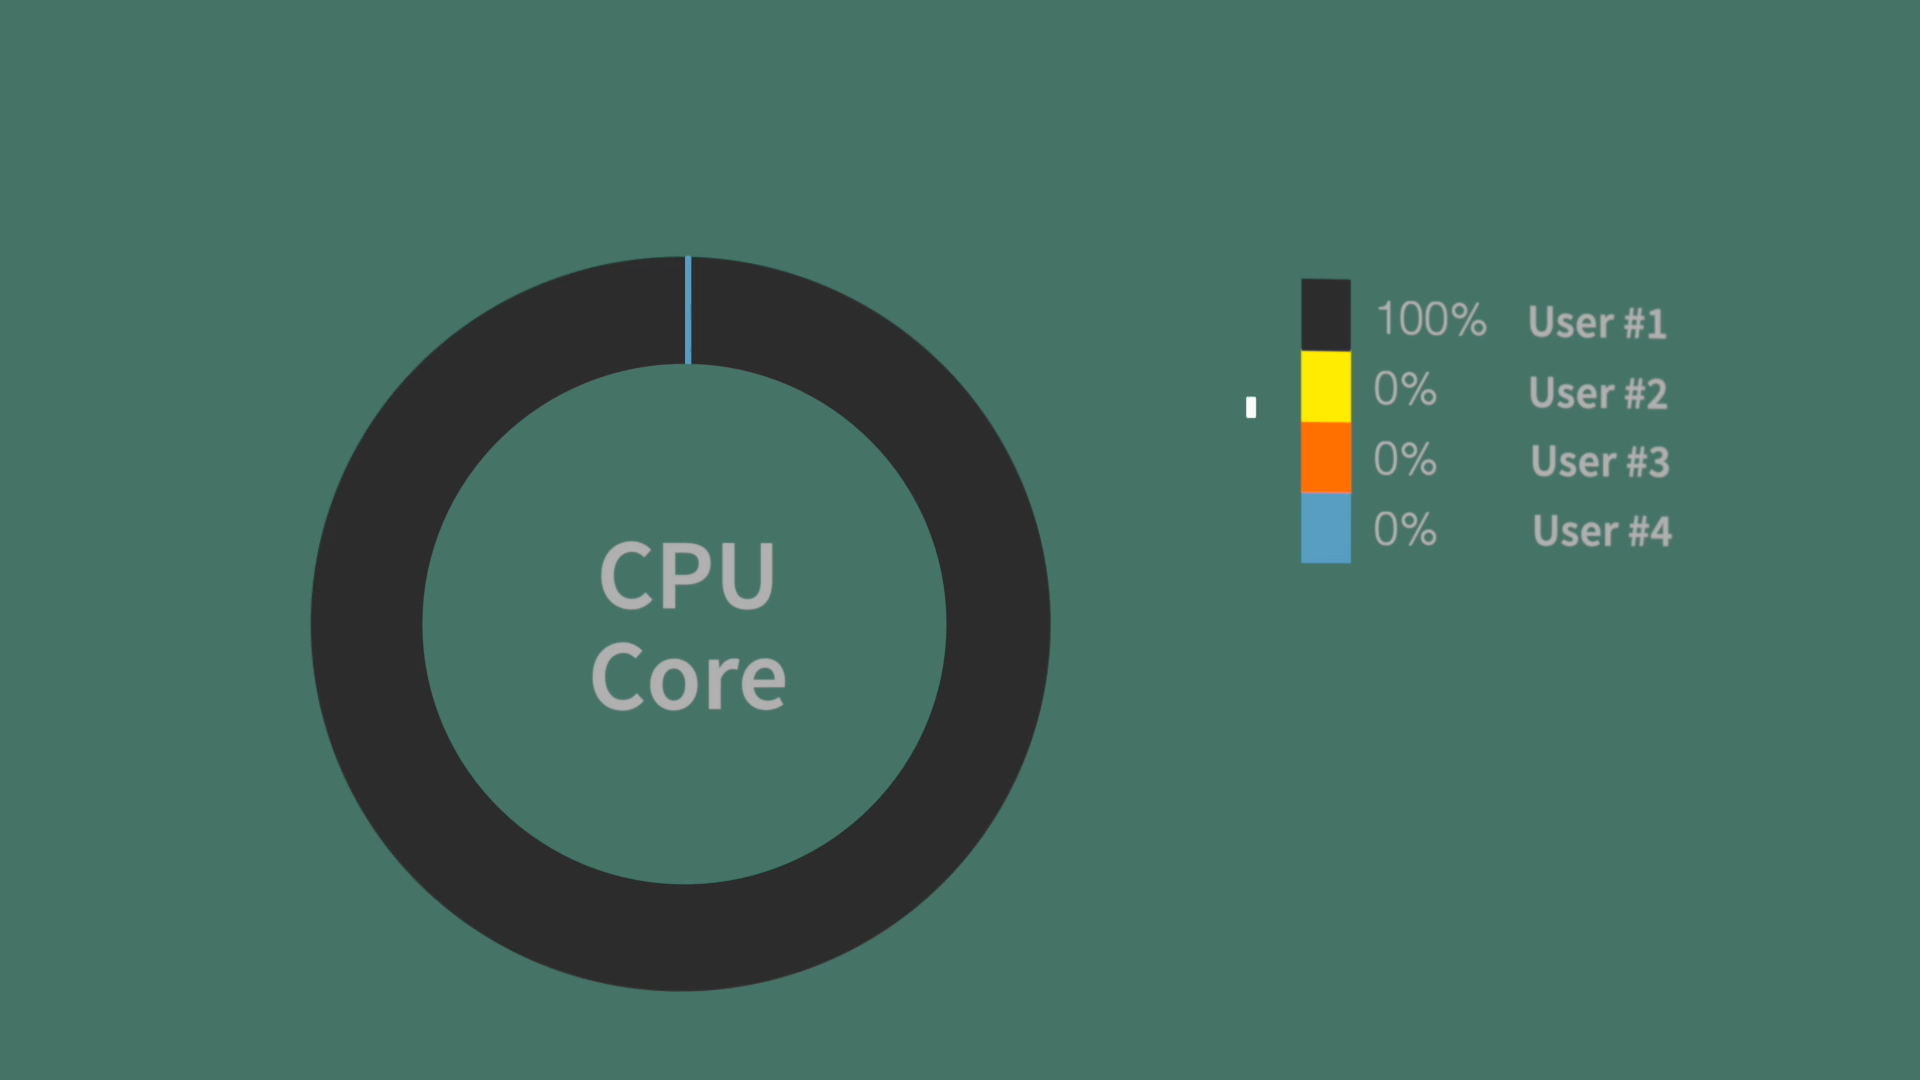 CPU
Core
100% User #1
0% User #2
0% User #3
0% User #4